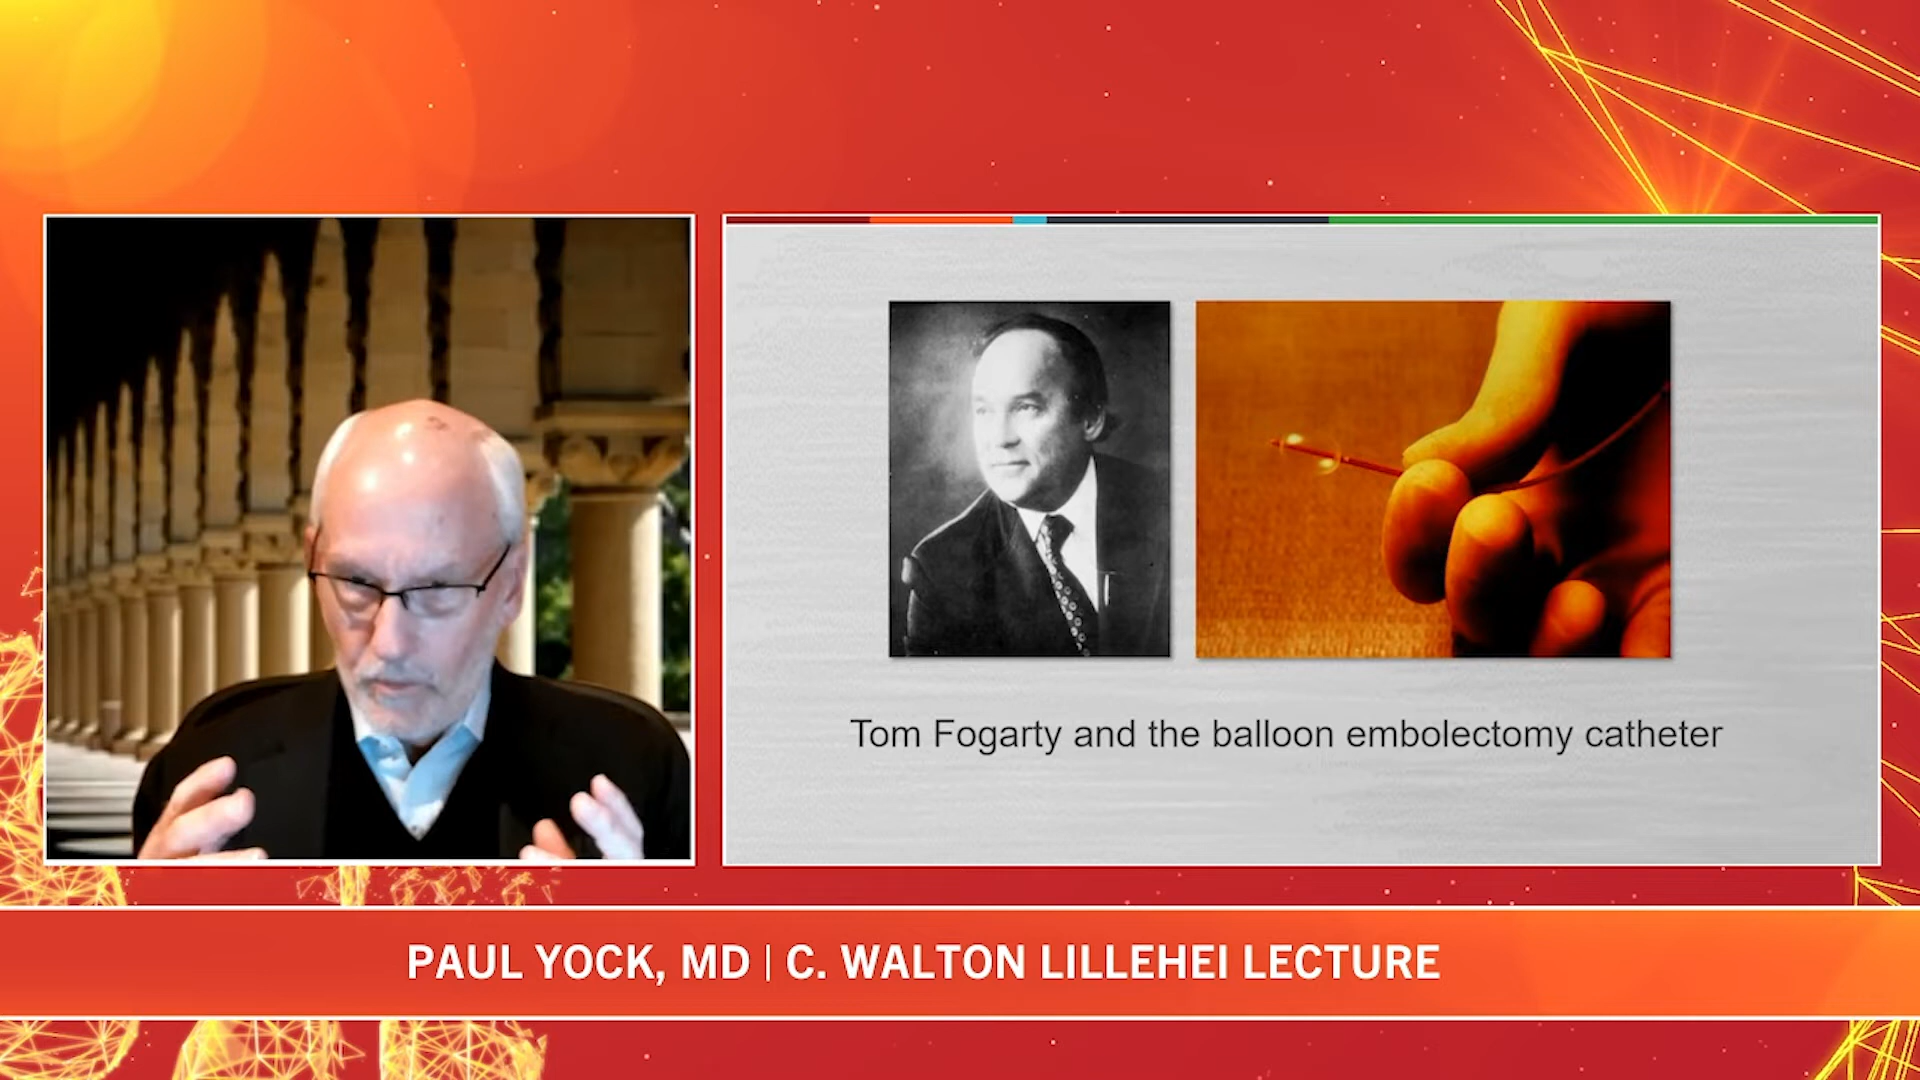 Tom Fogarty and the balloon embolectomy catheter
PAUL YOCK, MD | C. WALTON LILLEHEI LECTURE